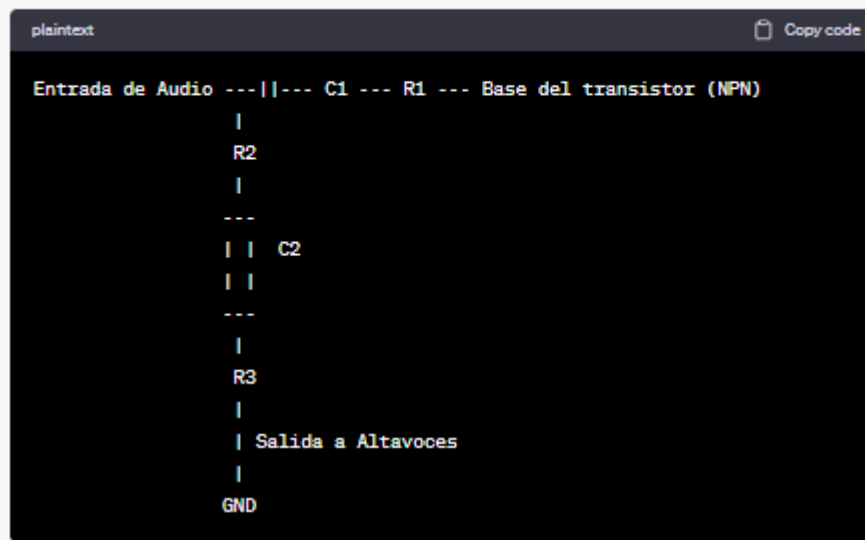 plaintext Copy code
Entrada de Audio ---||--- C1 --- R1 --- Base del transistor (NPN)
|
R2
|
---
| | C2
| |
---
|
R3
|
| Salida a Altavoces
|
GND